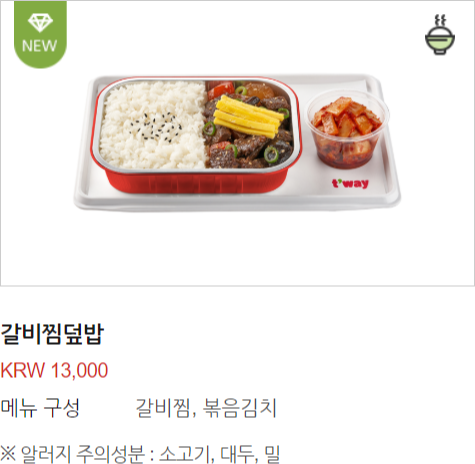 NEW
t'way
갈비찜덮밥
KRW 13,000
메뉴 구성 갈비찜, 볶음김치
※ 알러지 주의성분 : 소고기, 대두, 밀